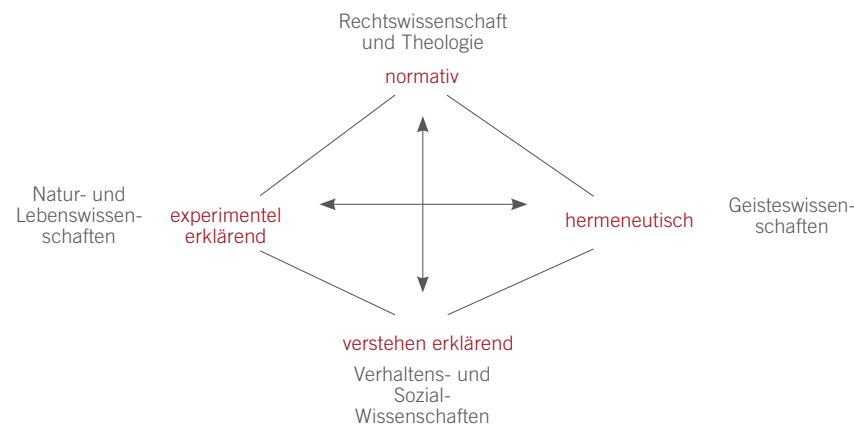 Rechtswissenschaft
und Theologie
normativ
Natur- und
Lebenswissen-
schaften
experimentel
erklärend
hermeneutisch
Geisteswissen-
schaften
verstehen erklärend
Verhaltens- und
Sozial-
Wissenschaften